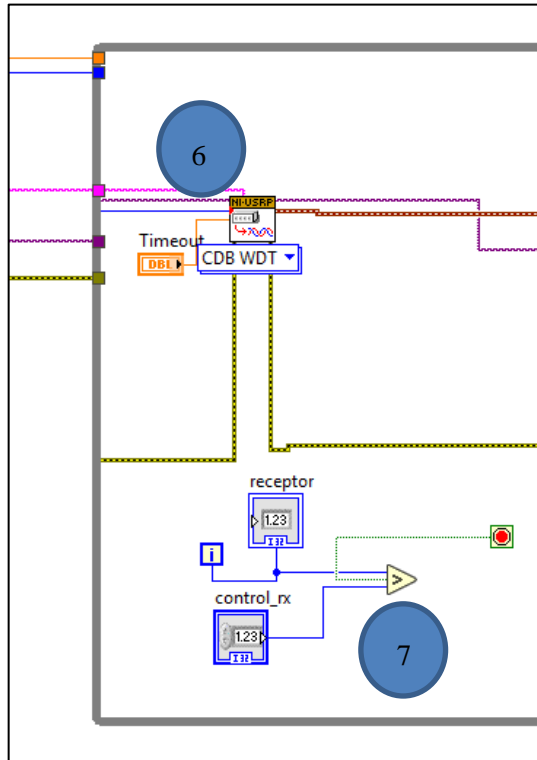 6
NI-USRP
Timeout
DBL
CDB WDT
receptor
1.23
I32
i
control_rx
>
1.23
I32
7